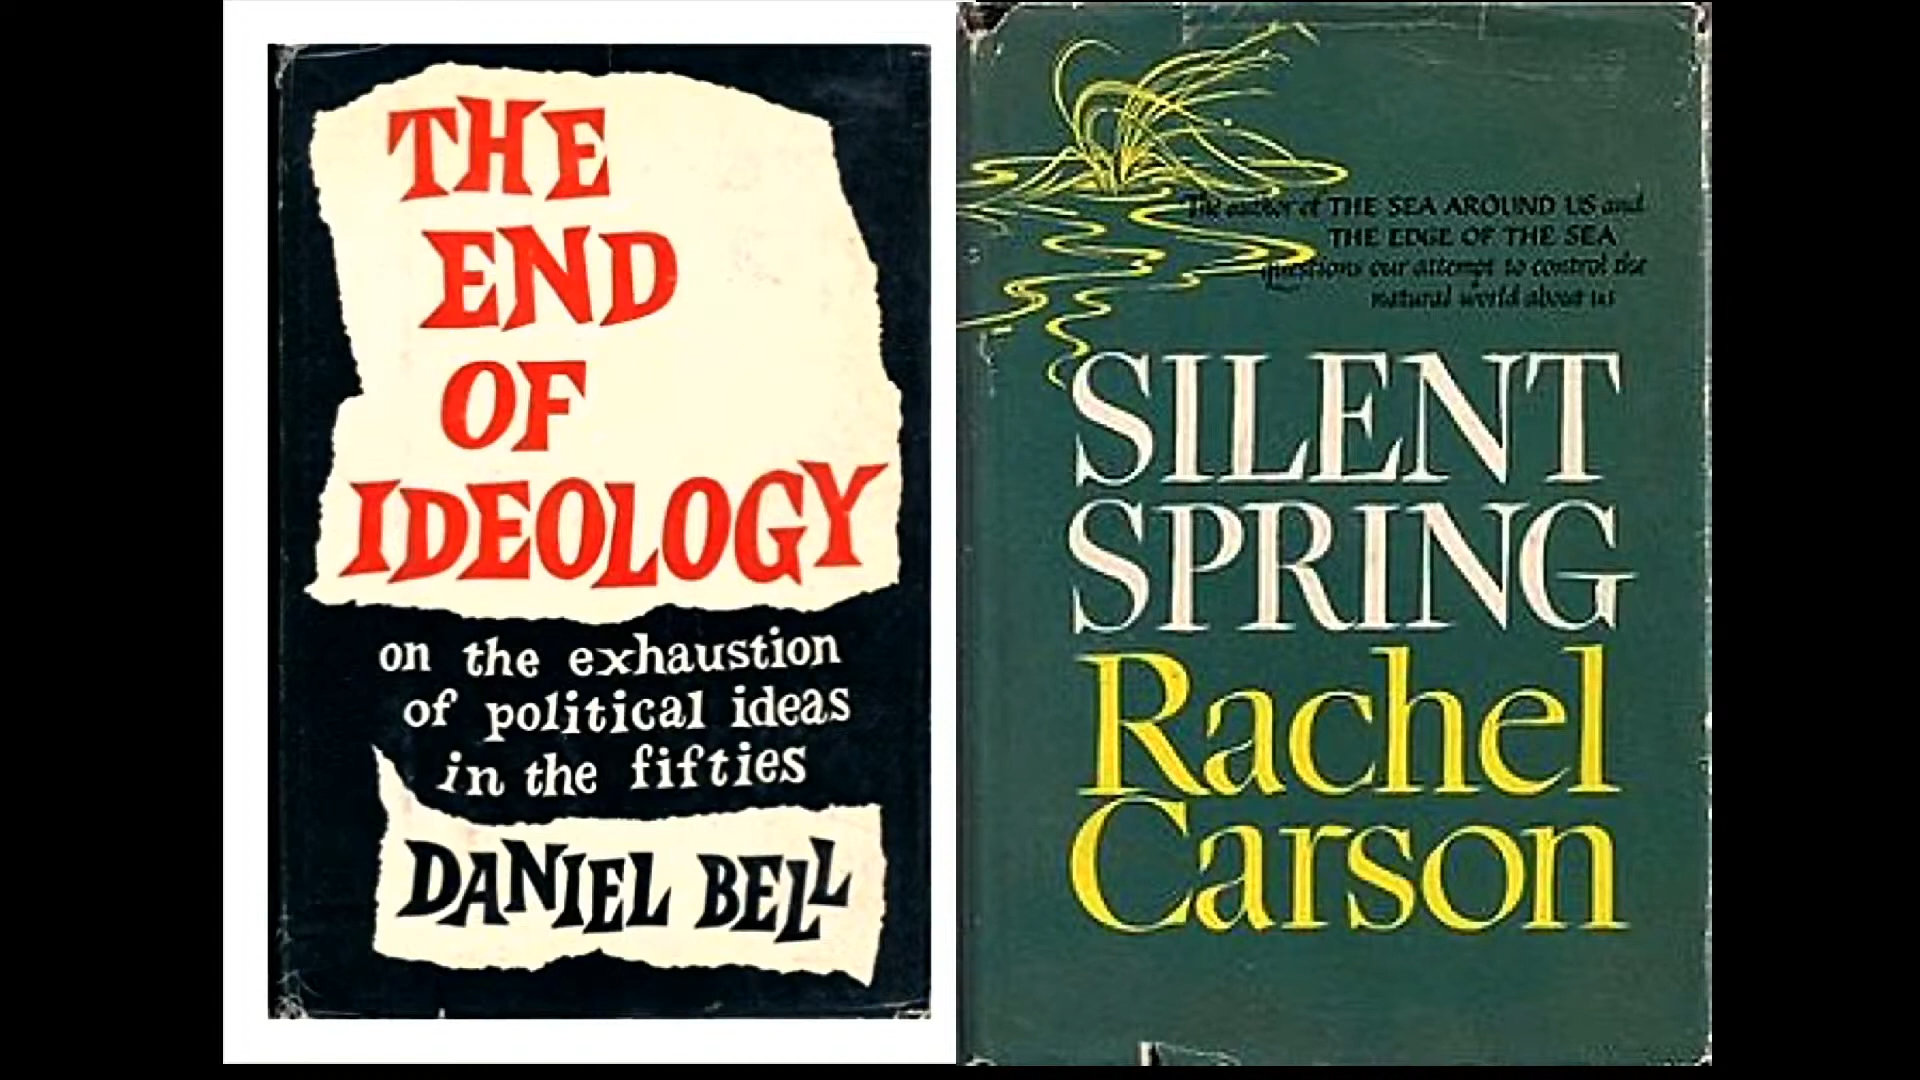 THE
END
OF
IDEOLOGY
on the exhaustion
of political ideas
in the fifties
DANIEL BELL
The author of THE SEA AROUND US and
THE EDGE OF THE SEA
questions our attempt to control the
natural world about us
SILENT
SPRING
Rachel
Carson